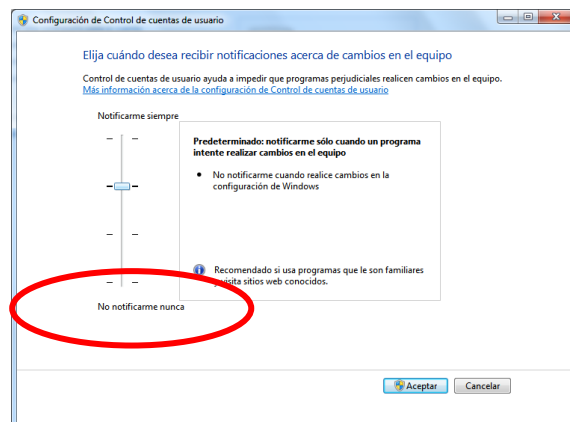 Configuración de Control de cuentas de usuario
Elija cuándo desea recibir notificaciones acerca de cambios en el equipo
Control de cuentas de usuario ayuda a impedir que programas perjudiciales realicen cambios en el equipo.
Más información acerca de la configuración de Control de cuentas de usuario
Notificarme siempre
Predeterminado: notificarme sólo cuando un programa
intente realizar cambios en el equipo
• No notificarme cuando realice cambios en la
configuración de Windows
Recomendado si usa programas que le son familiares
visita sitios web conocidos.
No notificarme nunca
Aceptar Cancelar